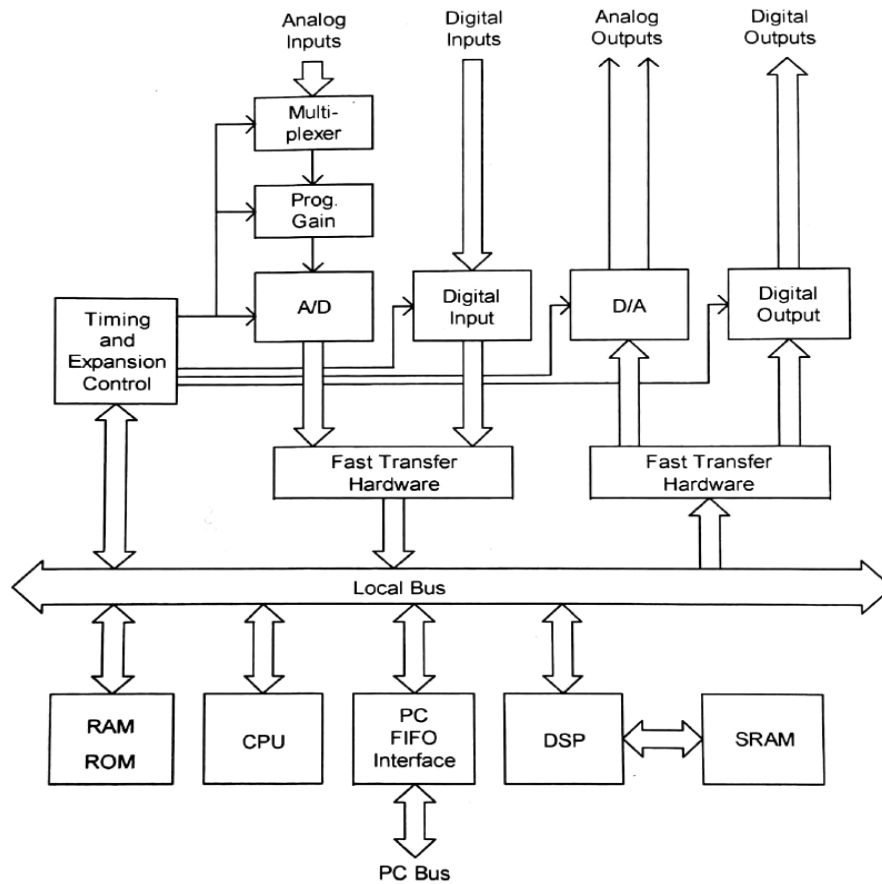 Analog
Inputs
Digital
Inputs
Analog
Outputs
Digital
Outputs
Multi-
plexer
Prog.
Gain
A/D
Digital
Input
D/A
Digital
Output
Timing
and
Expansion
Control
Fast Transfer
Hardware
Fast Transfer
Hardware
Local Bus
RAM
ROM
CPU
PC
FIFO
Interface
DSP
SRAM
PC Bus